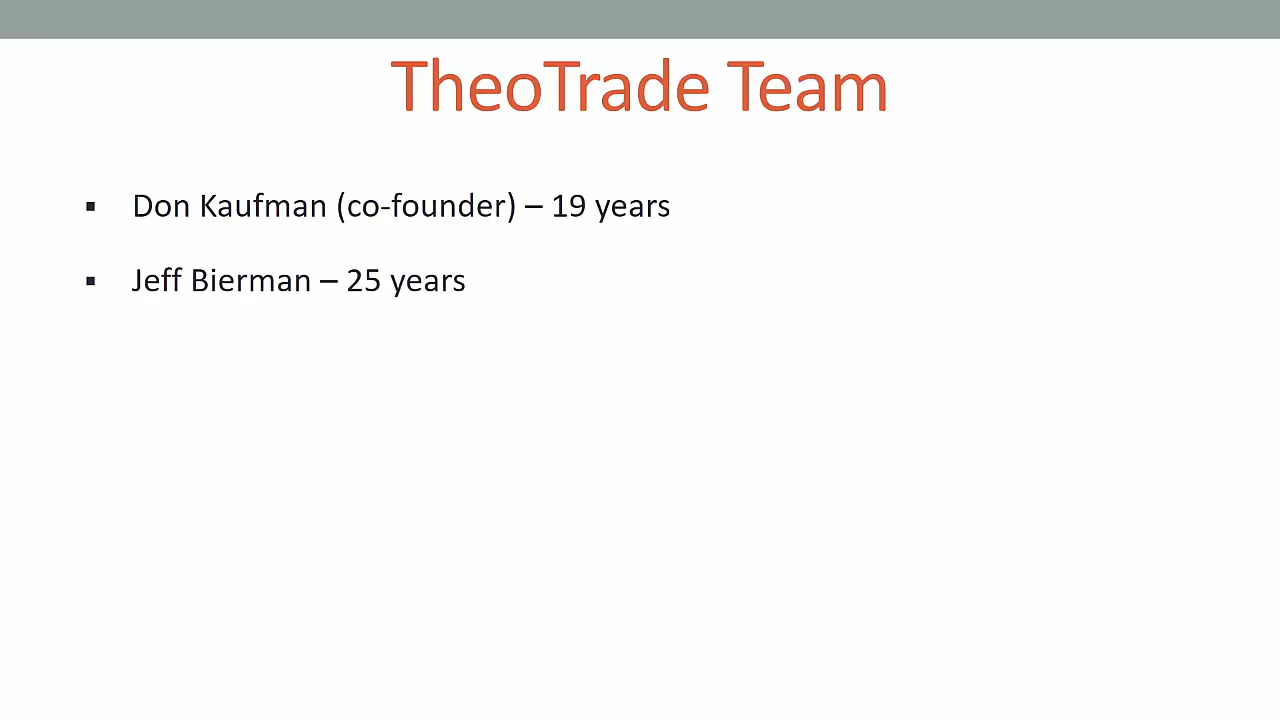 TheoTrade Team
▪ Don Kaufman (co-founder) – 19 years
▪ Jeff Bierman – 25 years